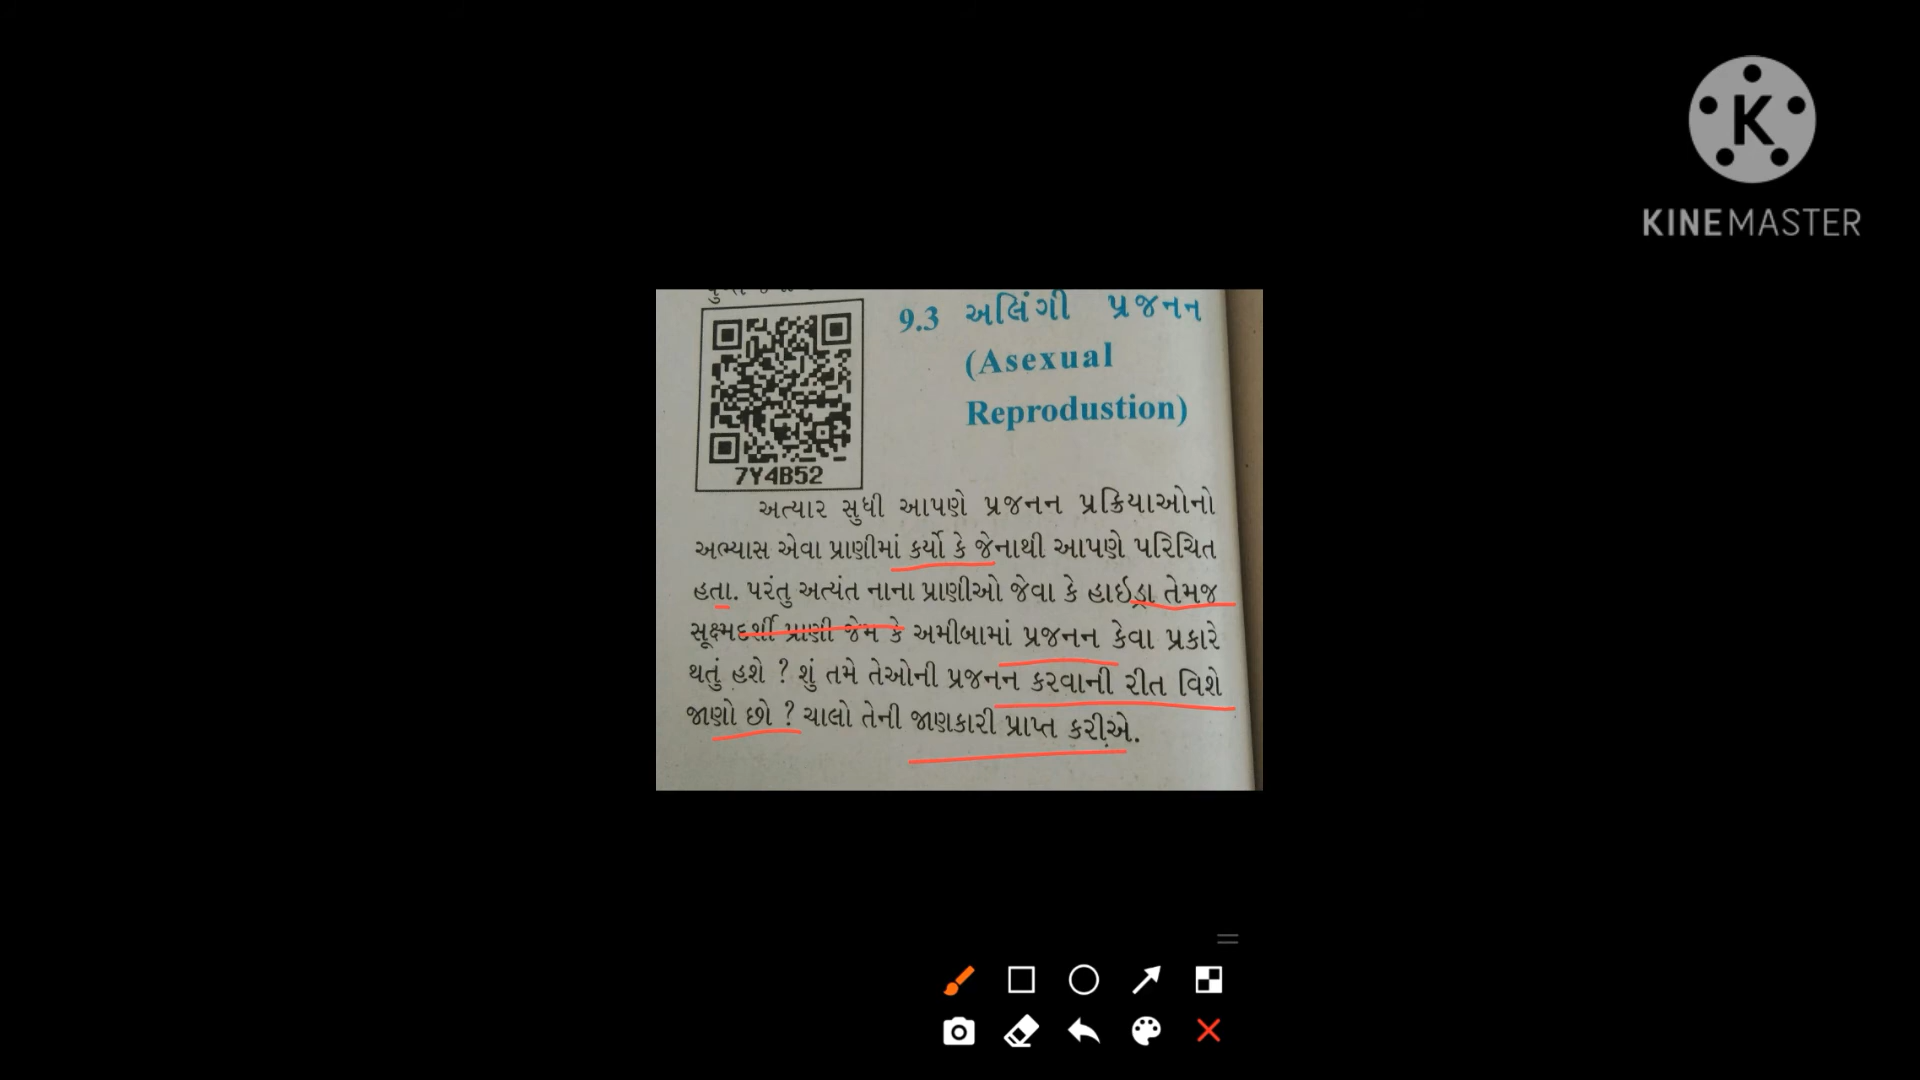 K
KINEMASTER
9.3 અલિંગી પ્રજનન
(Asexual
Reprodustion)
7Y4B52
અત્યાર સુધી આપણે પ્રજનન પ્રક્રિયાઓનો
અભ્યાસ એવા પ્રાણીમાં કર્યો કે જેનાથી આપણે પરિચિત
હતા. પરંતુ અત્યંત નાના પ્રાણીઓ જેવા કે હાઇડ્રા તેમજ
સૂક્ષ્મદર્શી પ્રાણી જેમ કે અમીબામાં પ્રજનન કેવા પ્રકારે
થતું હશે ? શું તમે તેઓની પ્રજનન કરવાની રીત વિશે
જાણો છો ? ચાલો તેની જાણકારી પ્રાપ્ત કરીએ.